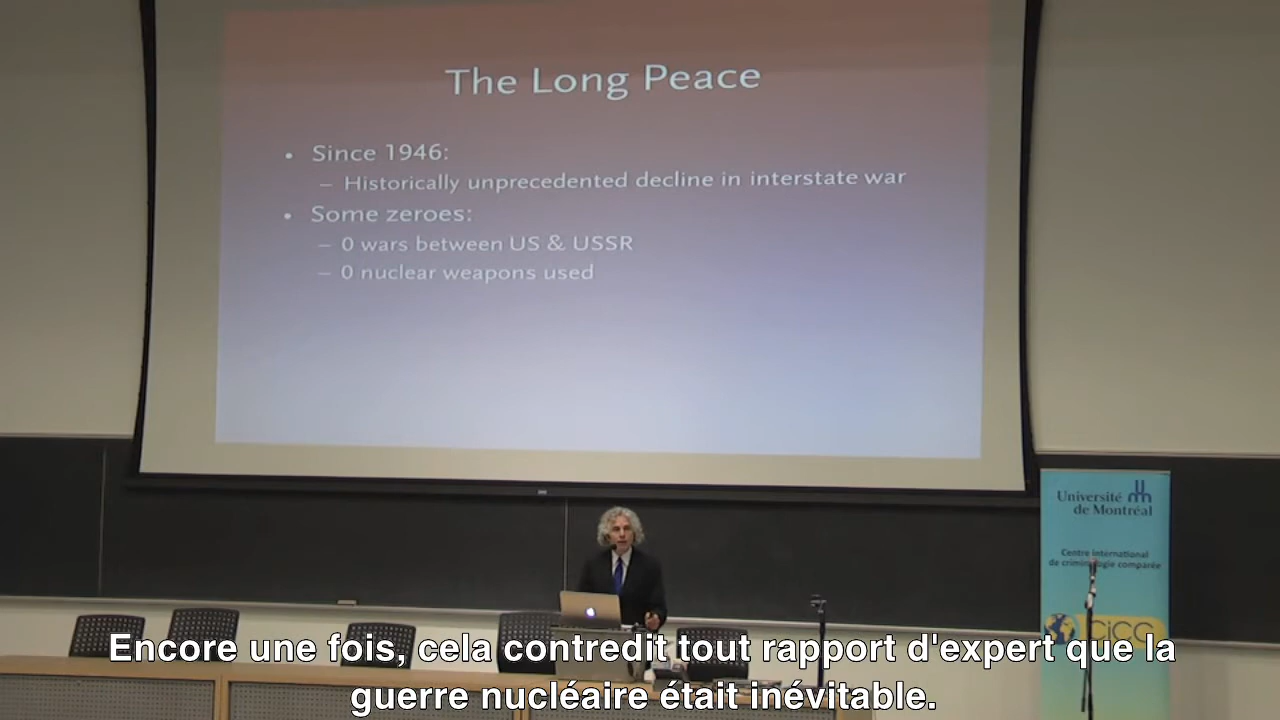 The Long Peace
• Since 1946:
– Historically unprecedented decline in interstate war
• Some zeroes:
– 0 wars between US & USSR
– 0 nuclear weapons used
Université
de Montréal
Centre international
de criminologie comparée
CICC
Encore une fois, cela contredit tout rapport d'expert que la
guerre nucléaire était inévitable.